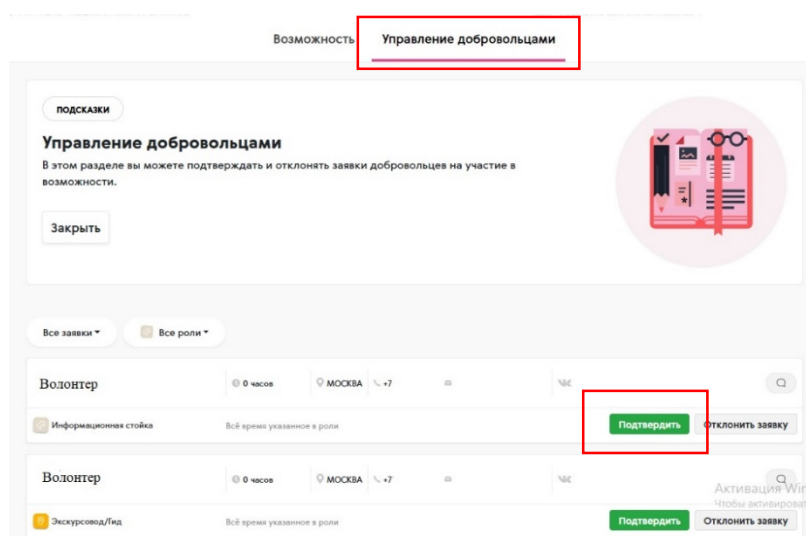 Возможность Управление добровольцами
ПОДСКАЗКИ
Управление добровольцами
В этом разделе вы можете подтверждать и отклонять заявки добровольцев на участие в
возможности.
Закрыть
Все заявки Все роли
Волонтер 0 часов МОСКВА +7
Информационная стойка Всё время указанное в роли Подтвердить Отклонить заявку
Волонтер 0 часов МОСКВА +7
Активация Win
Чтобы активироват
Экскурсовод/Гид Всё время указанное в роли Подтвердить Отклонить заявку